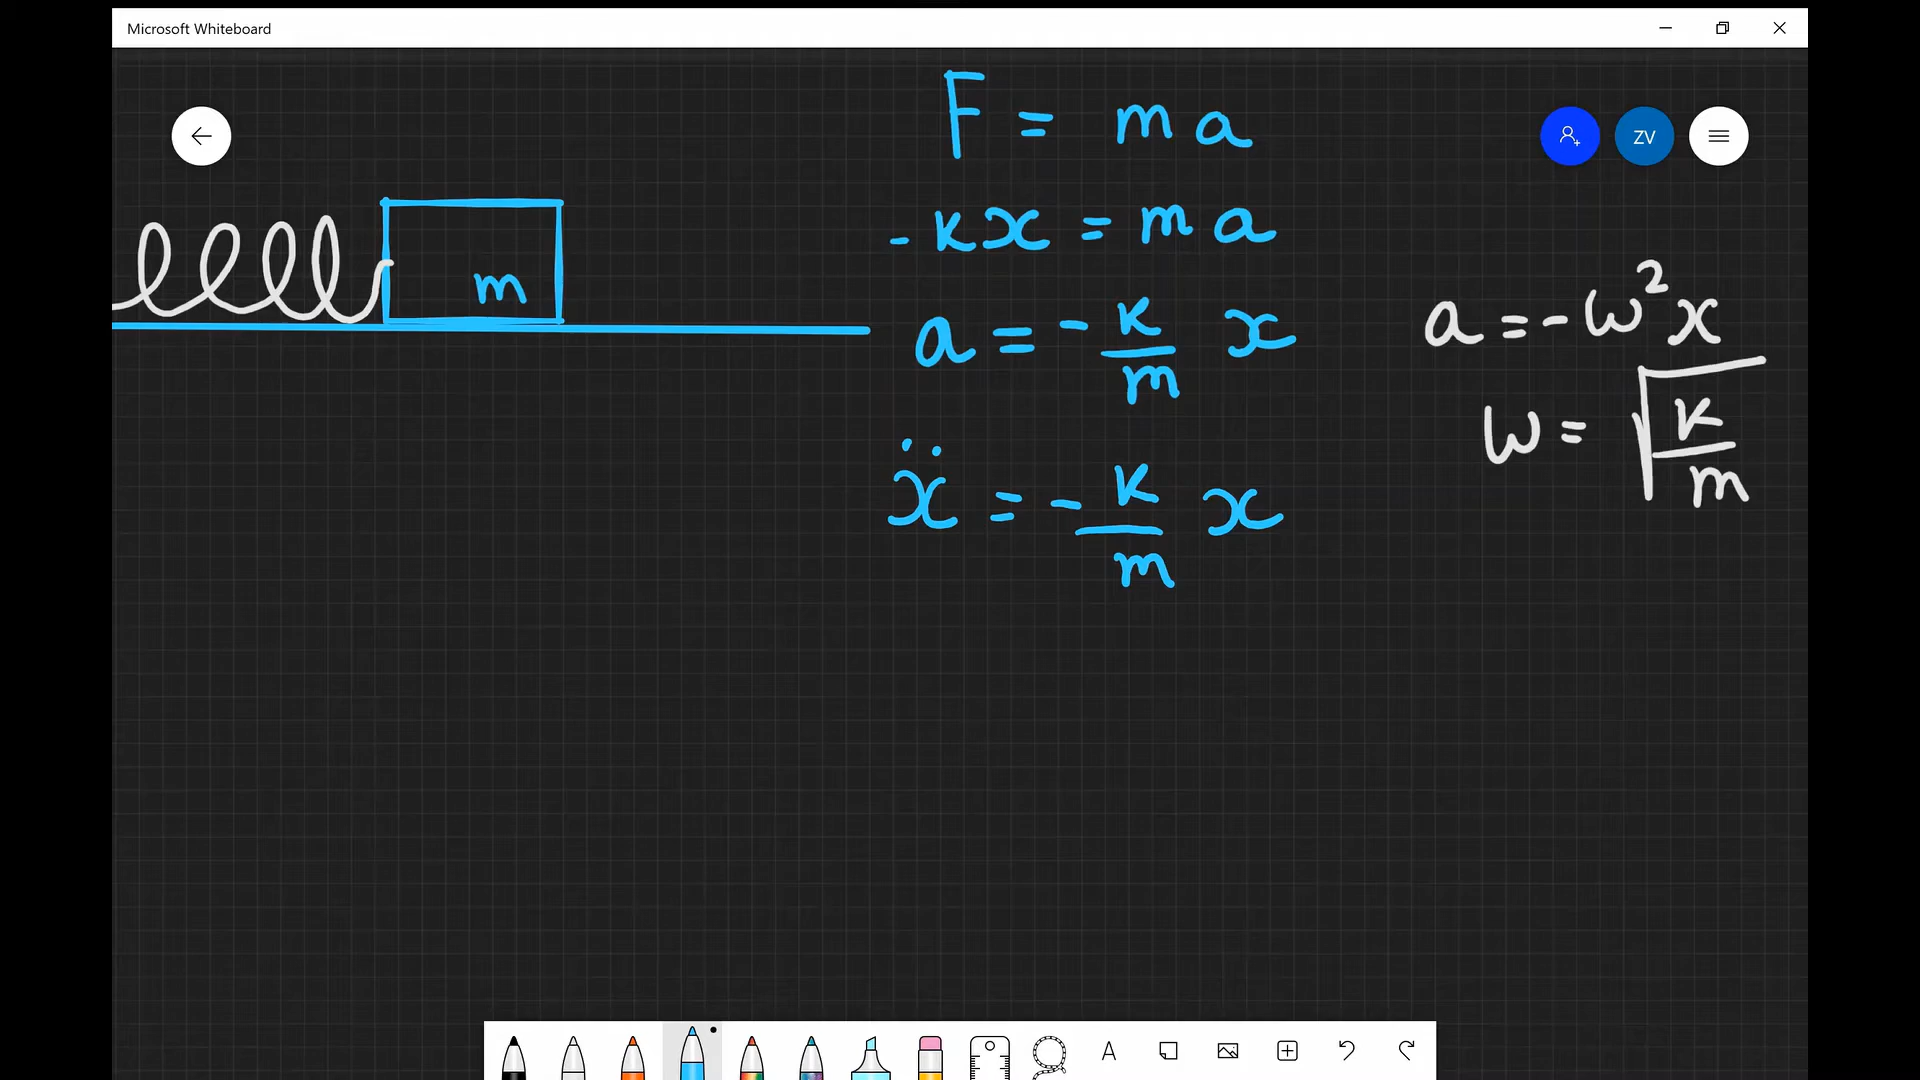 Microsoft Whiteboard
F = ma
ZV
-kx = ma
m
a = -k/m x
a = -ω²x
ω = √(k/m)
ẍ = -k/m x
A